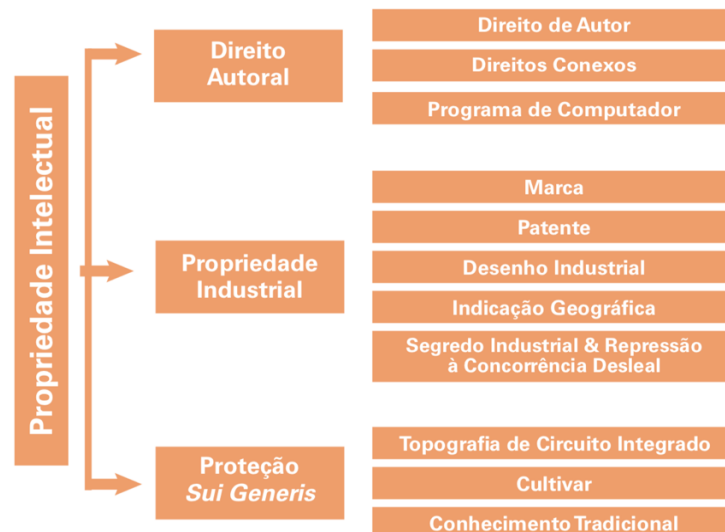 Propriedade Intelectual
Direito
Autoral
Direito de Autor
Direitos Conexos
Programa de Computador
Propriedade
Industrial
Marca
Patente
Desenho Industrial
Indicação Geográfica
Segredo Industrial & Repressão
à Concorrência Desleal
Proteção
Sui Generis
Topografia de Circuito Integrado
Cultivar
Conhecimento Tradicional